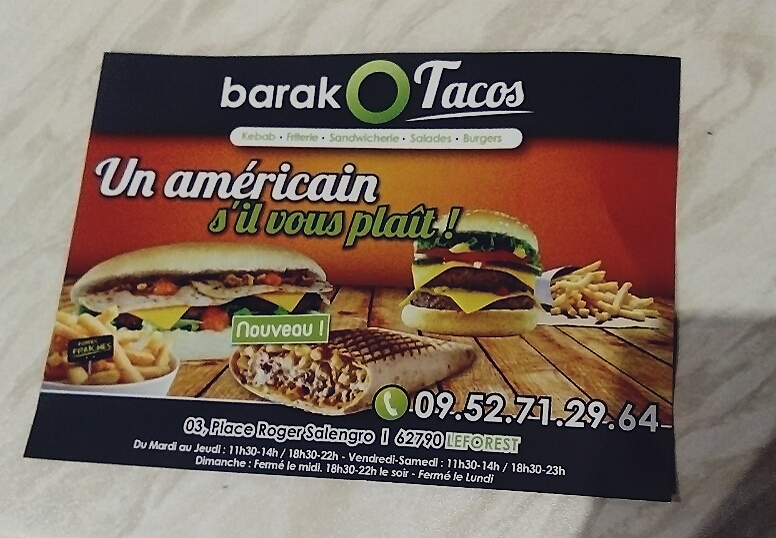 barakO Tacos
Kebab • Friterie • Sandwicherie • Salades • Burgers
Un américain
s'il vous plaît !
Nouveau !
FRAICHES
09.52.71.29.64
03, Place Roger Salengro I 62790 LEFOREST
Du Mardi au Jeudi : 11h30-14h / 18h30-22h - Vendredi-Samedi : 11h30-14h / 18h30-23h
Dimanche : Fermé le midi. 18h30-22h le soir - Fermé le Lundi